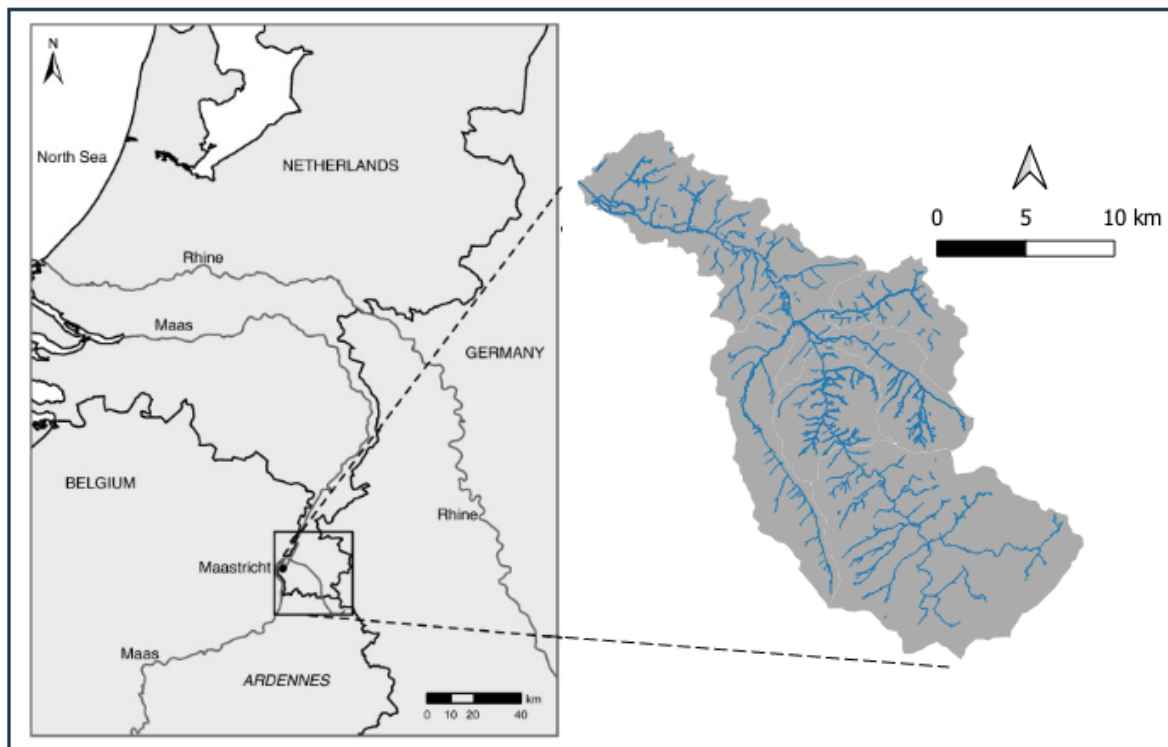 N
North Sea
NETHERLANDS
Rhine
Maas
GERMANY
BELGIUM
Rhine
Maastricht
Maas
ARDENNES
km
0 10 20 40
0 5 10 km